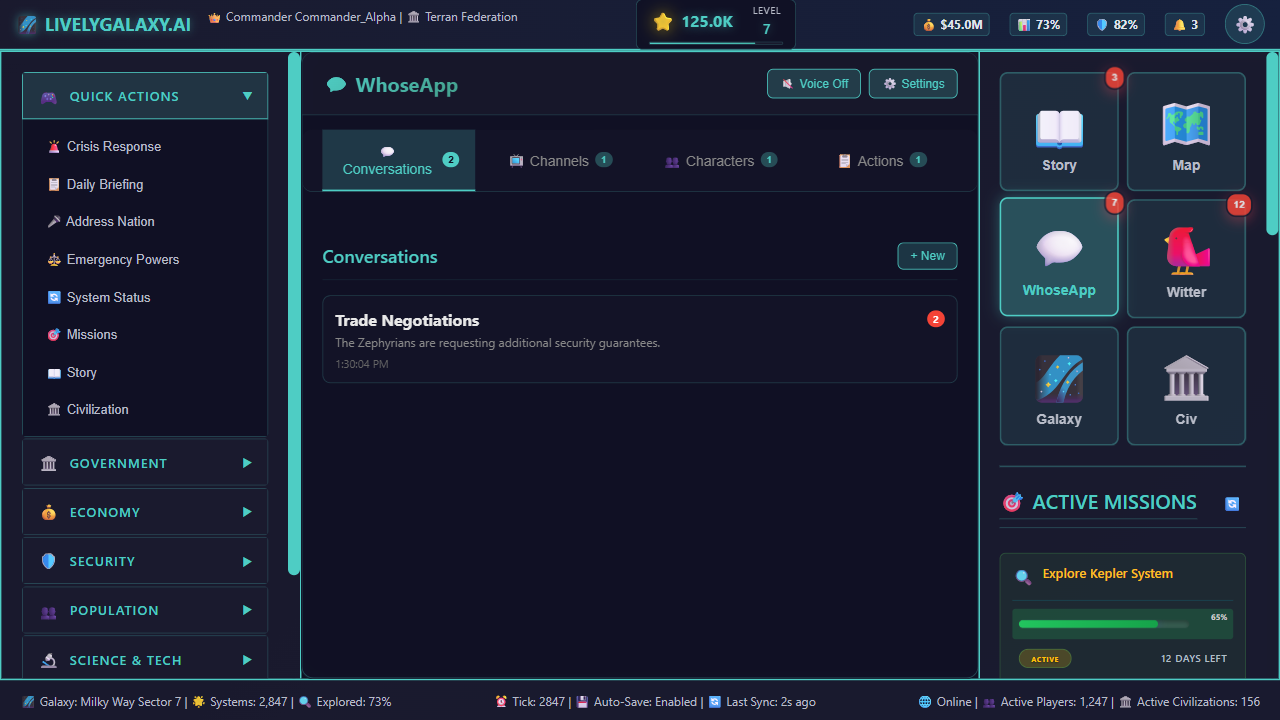 LIVELYGALAXY.AI
Commander Commander_Alpha | Terran Federation
125.0K
LEVEL
7
$45.0M
73%
82%
3
QUICK ACTIONS ▼
Crisis Response
Daily Briefing
Address Nation
Emergency Powers
System Status
Missions
Story
Civilization
GOVERNMENT ▶
ECONOMY ▶
SECURITY ▶
POPULATION ▶
SCIENCE & TECH ▶
WhoseApp
Voice Off
Settings
Conversations 2
Channels 1
Characters 1
Actions 1
Conversations
+ New
Trade Negotiations
2
The Zephyrians are requesting additional security guarantees.
1:30:04 PM
3
Story
Map
7
WhoseApp
12
Witter
Galaxy
Civ
ACTIVE MISSIONS
Explore Kepler System
65%
ACTIVE
12 DAYS LEFT
Galaxy: Milky Way Sector 7 | Systems: 2,847 | Explored: 73%
Tick: 2847 | Auto-Save: Enabled | Last Sync: 2s ago
Online | Active Players: 1,247 | Active Civilizations: 156